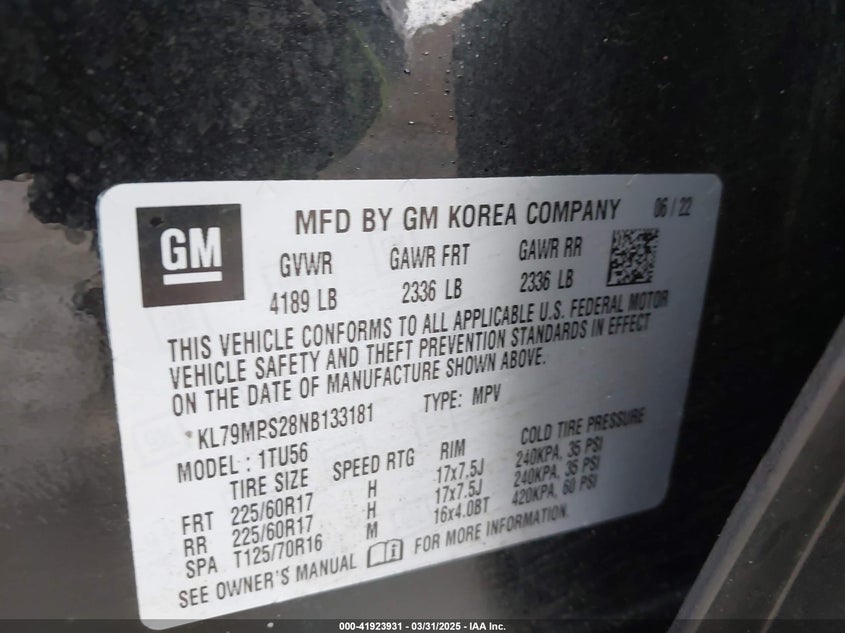 GM
MFD BY GM KOREA COMPANY 06 / 22
GVWR GAWR FRT GAWR RR
4189 LB 2336 LB 2336 LB
THIS VEHICLE CONFORMS TO ALL APPLICABLE U.S. FEDERAL MOTOR
VEHICLE SAFETY AND THEFT PREVENTION STANDARDS IN EFFECT
ON THE DATE OF MANUFACTURE SHOWN ABOVE.
*KL79MPS28NB133181 TYPE: MPV
MODEL : 1TU56
TIRE SIZE SPEED RTG RIM COLD TIRE PRESSURE
FRT 225/60R17 H 17x7.5J 240KPA, 35 PSI
RR 225/60R17 H 17x7.5J 240KPA, 35 PSI
SPA T125/70R16 M 16x4.0BT 420KPA, 60 PSI
SEE OWNER'S MANUAL FOR MORE INFORMATION.
000-41923931 - 03/31/2025 - IAA Inc.